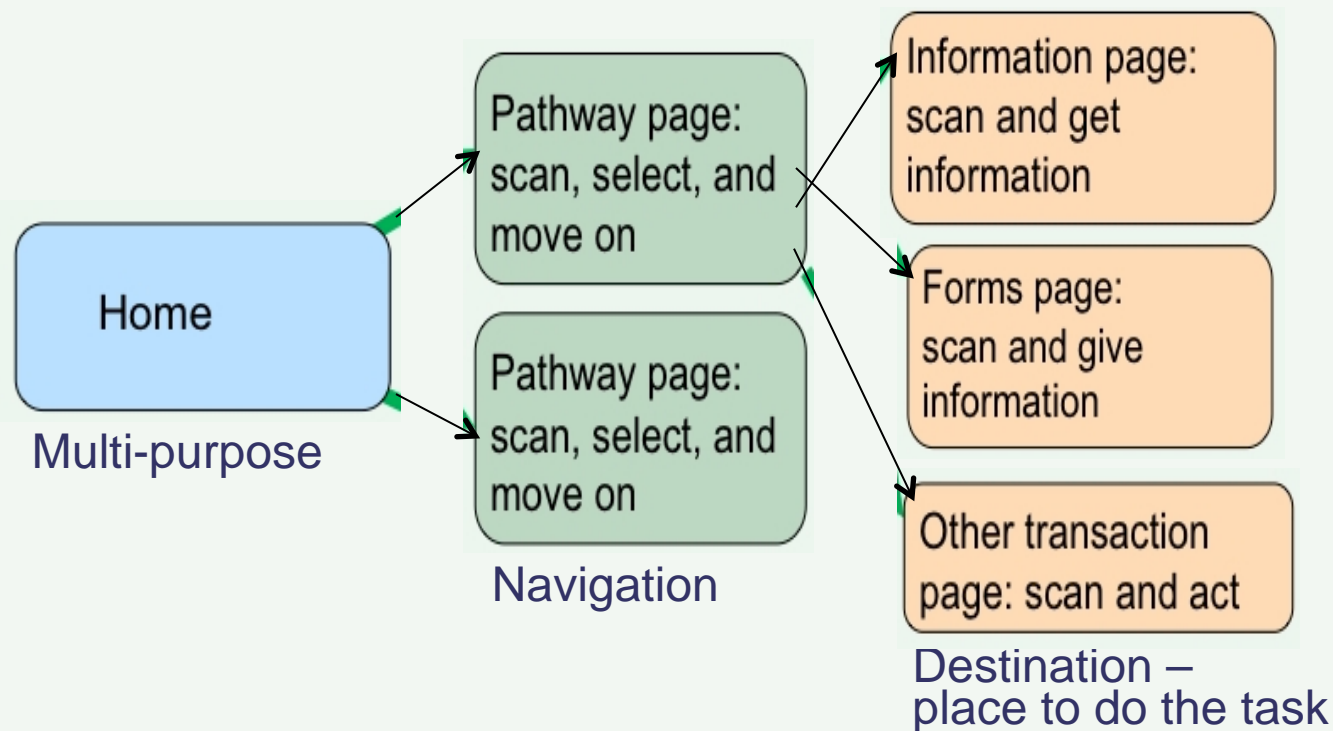 Home
Multi-purpose
Pathway page:
scan, select, and
move on
Pathway page:
scan, select, and
move on
Navigation
Information page:
scan and get
information
Forms page:
scan and give
information
Other transaction
page: scan and act
Destination –
place to do the task